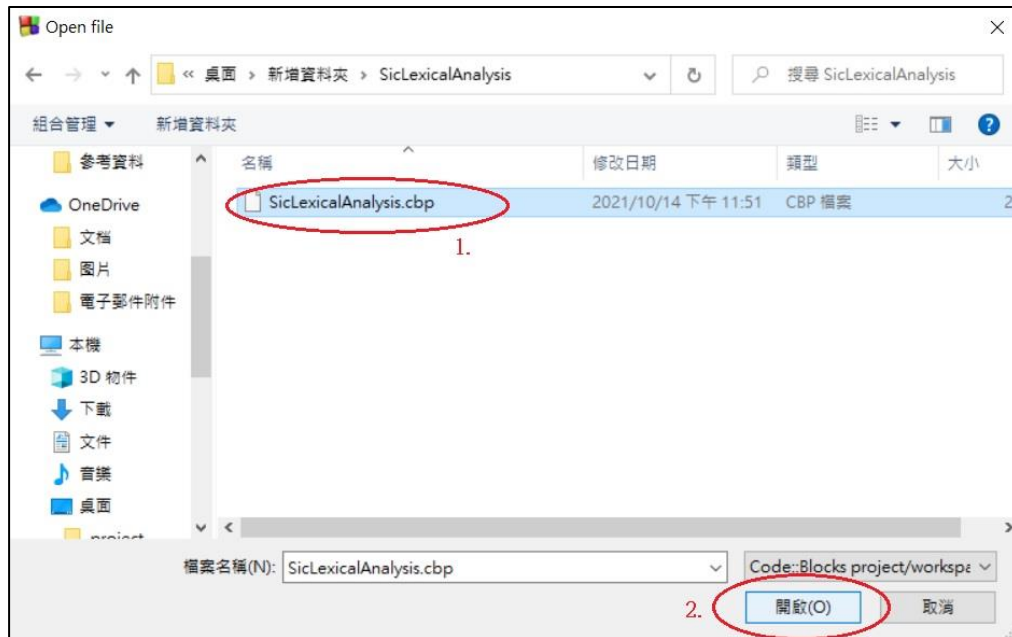 Open file
« 桌面 › 新增資料夾 › SicLexicalAnalysis
搜尋 SicLexicalAnalysis
組合管理 新增資料夾
名稱 修改日期 類型 大小
參考資料
OneDrive
文档
图片
電子郵件附件
本機
3D 物件
下載
文件
音樂
桌面
SicLexicalAnalysis.cbp 2021/10/14 下午 11:51 CBP 檔案 2
1.
檔案名稱(N): SicLexicalAnalysis.cbp
Code::Blocks project/workspa
2. 開啟(O) 取消